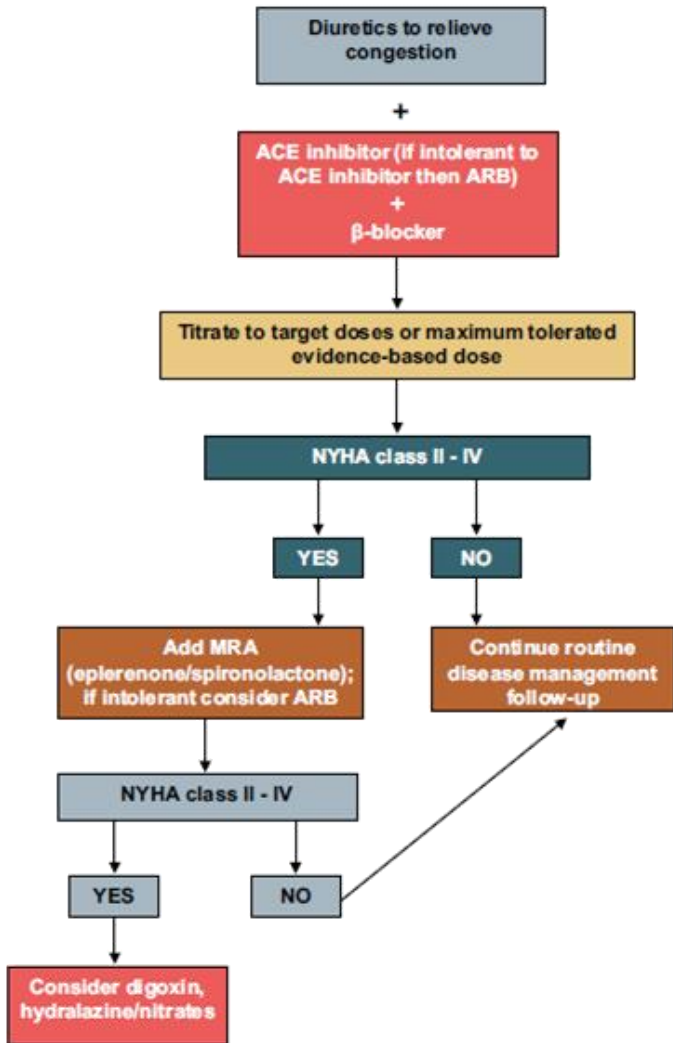 Diuretics to relieve
congestion
+
ACE inhibitor (if intolerant to
ACE inhibitor then ARB)
+
β-blocker
Titrate to target doses or maximum tolerated
evidence-based dose
NYHA class II - IV
YES
NO
Add MRA
(eplerenone/spironolactone);
if intolerant consider ARB
Continue routine
disease management
follow-up
NYHA class II - IV
YES
NO
Consider digoxin,
hydralazine/nitrates